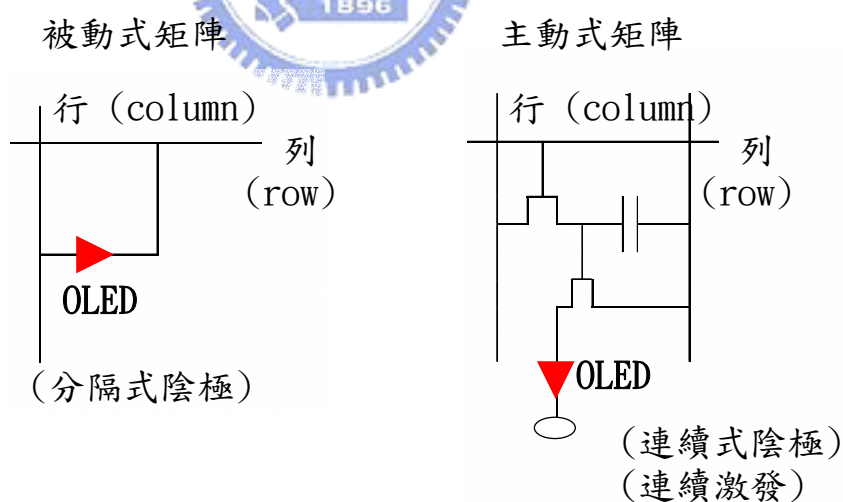 1896
被動式矩陣
行 (column)
列
(row)
OLED
(分隔式陰極)
主動式矩陣
行 (column)
列
(row)
OLED
(連續式陰極)
(連續激發)